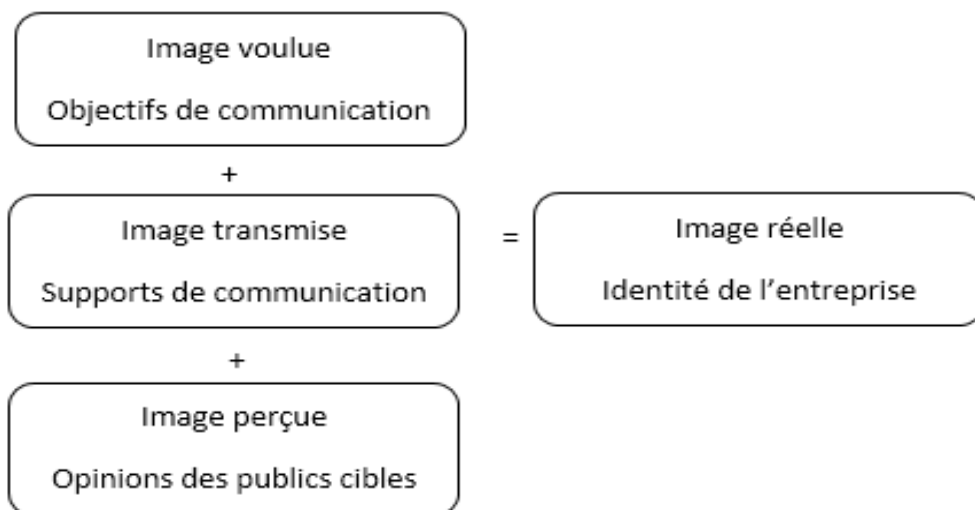 Image voulue
Objectifs de communication
+
Image transmise
Supports de communication
=
Image réelle
Identité de l’entreprise
+
Image perçue
Opinions des publics cibles